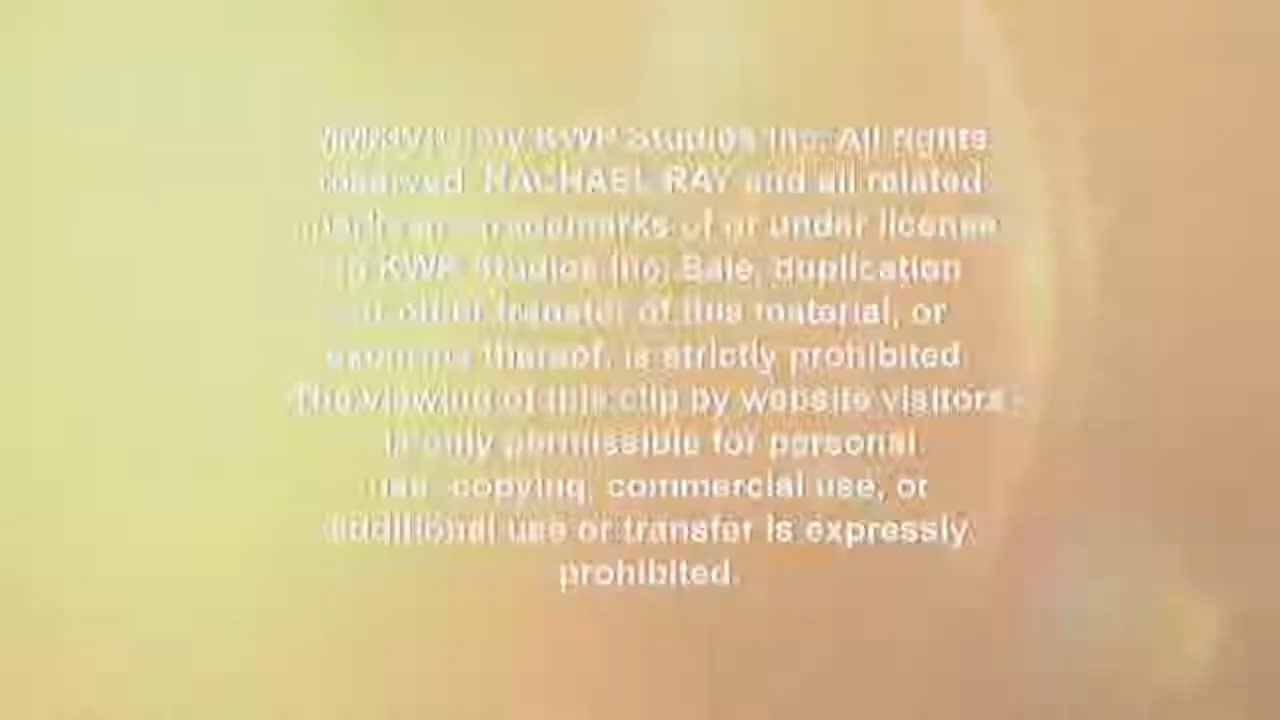 by KWP Studios Inc. All rights
reserved. RACHAEL RAY and all related
trademarks of or under license
to KWP Studios Inc. Sale, duplication
or other transfer of this material, or
thereof, is strictly prohibited.
The viewing of this clip by website visitors
is only permissible for personal
use copying, commercial use, or
additional use or transfer is expressly
prohibited.